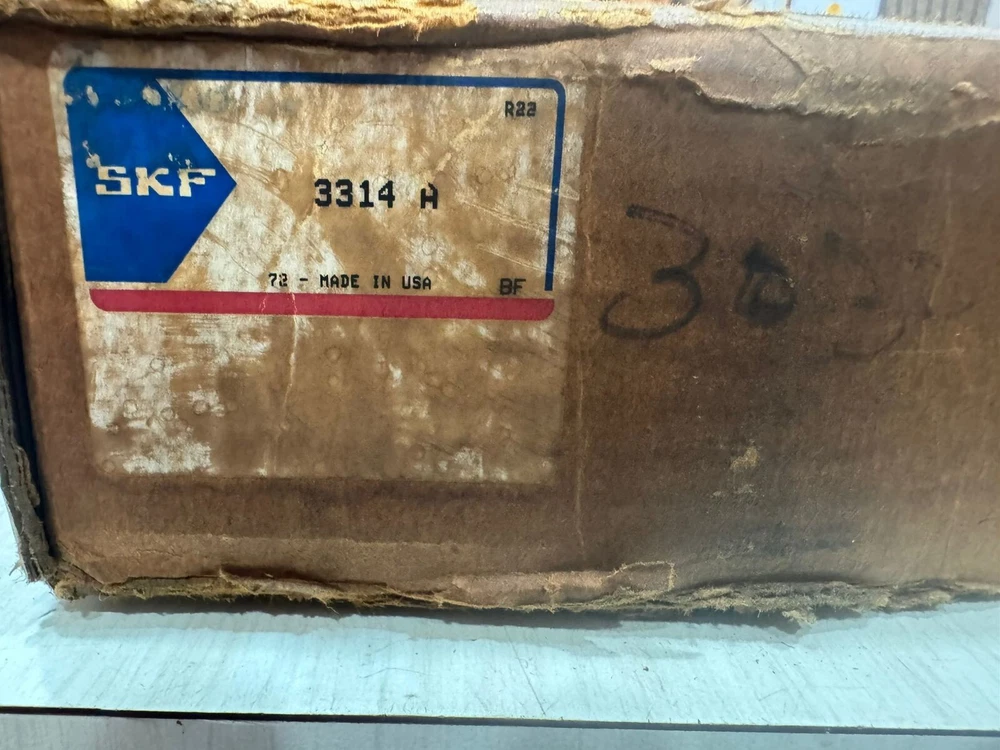 R22
SKF
3314 A
72 - MADE IN USA
BF